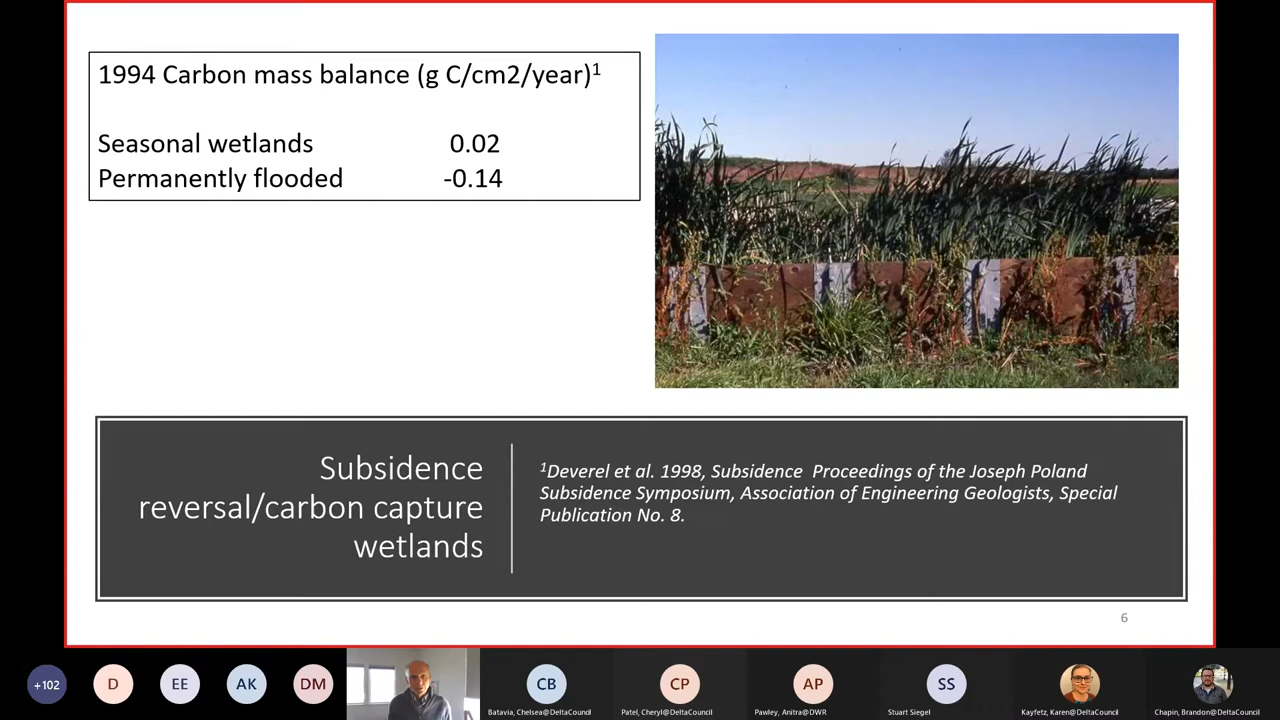 1994 Carbon mass balance (g C/cm2/year)¹
Seasonal wetlands 0.02
Permanently flooded -0.14
Subsidence
reversal/carbon capture
wetlands
¹Deverel et al. 1998, Subsidence Proceedings of the Joseph Poland
Subsidence Symposium, Association of Engineering Geologists, Special
Publication No. 8.
6
+102
D
EE
AK
DM
CB
CP
AP
SS
Batavia, Chelsea@DeltaCouncil
Patel, Cheryl@DeltaCouncil
Pawley, Anitra@DWR
Stuart Siegel
Kayfetz, Karen@DeltaCouncil
Chapin, Brandon@DeltaCouncil